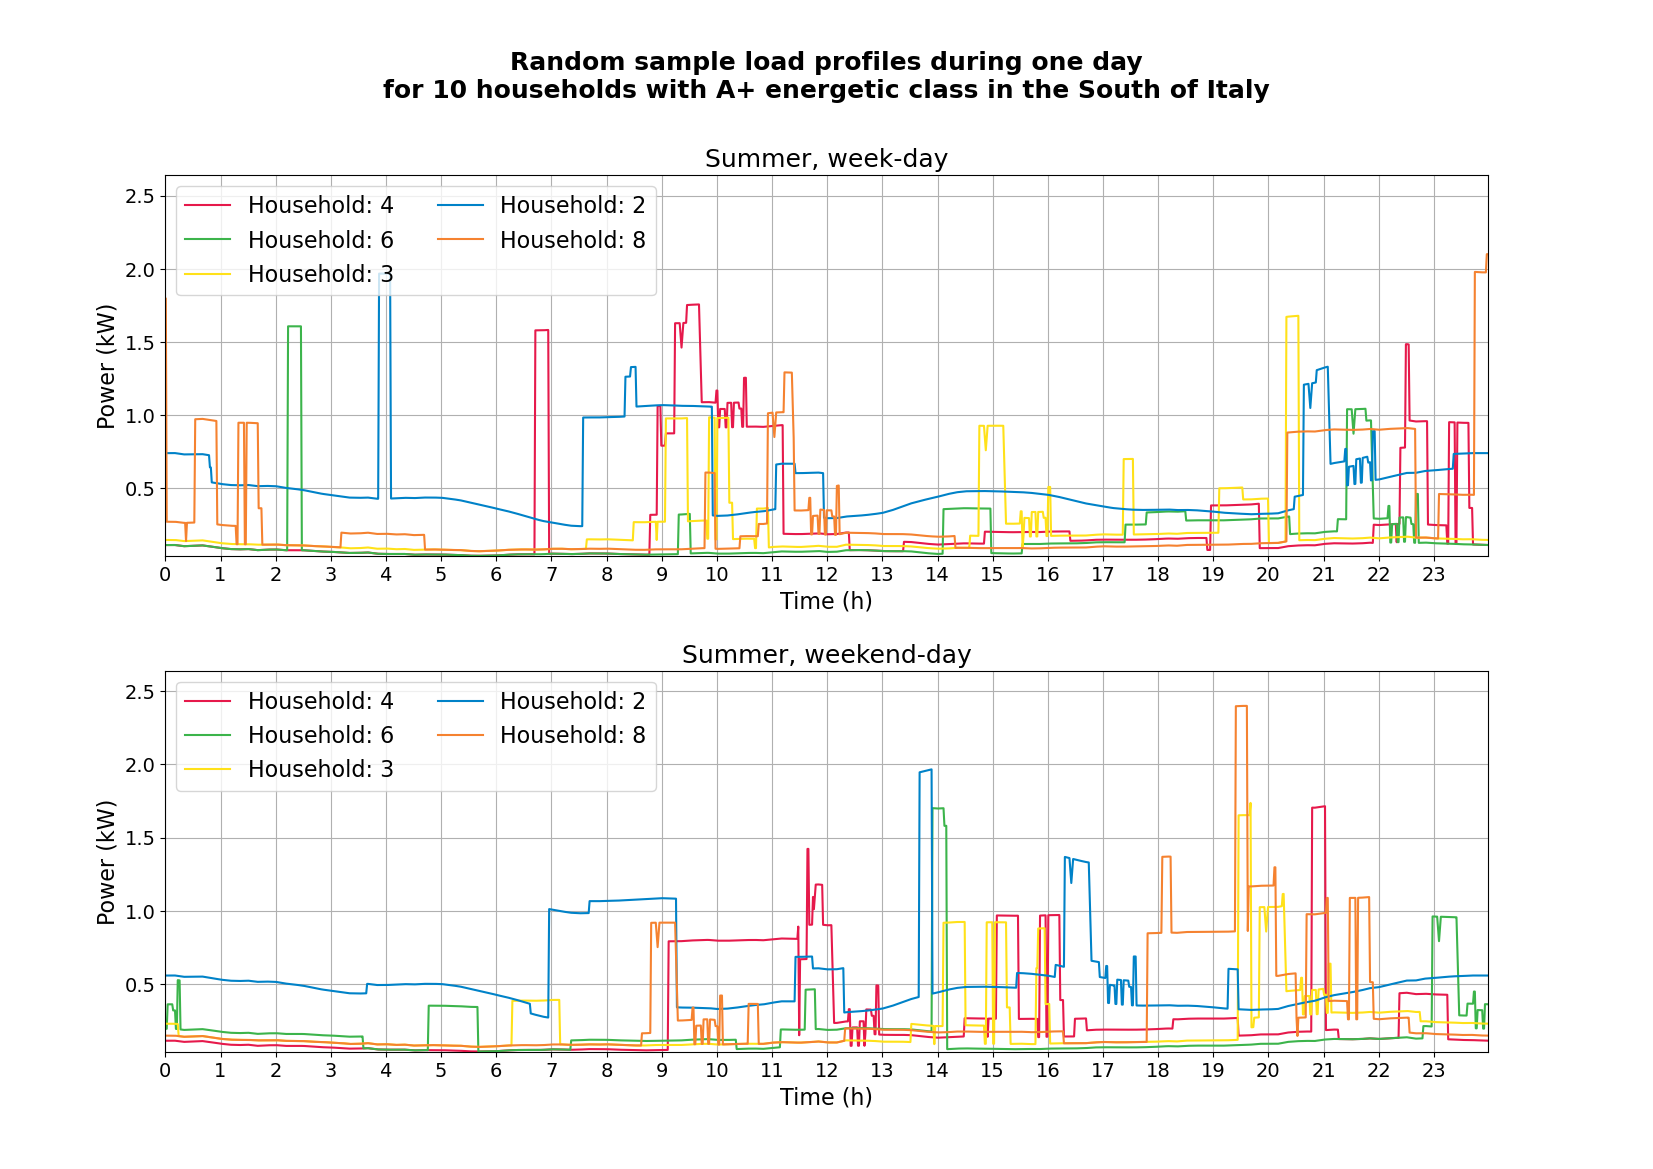 Random sample load profiles during one day
for 10 households with A+ energetic class in the South of Italy
Summer, week-day
2.5
2.0
1.5
1.0
0.5
Power (kW)
Household: 4
Household: 6
Household: 3
Household: 2
Household: 8
0 1 2 3 4 5 6 7 8 9 10 11 12 13 14 15 16 17 18 19 20 21 22 23
Time (h)
Summer, weekend-day
2.5
2.0
1.5
1.0
0.5
Power (kW)
Household: 4
Household: 6
Household: 3
Household: 2
Household: 8
0 1 2 3 4 5 6 7 8 9 10 11 12 13 14 15 16 17 18 19 20 21 22 23
Time (h)